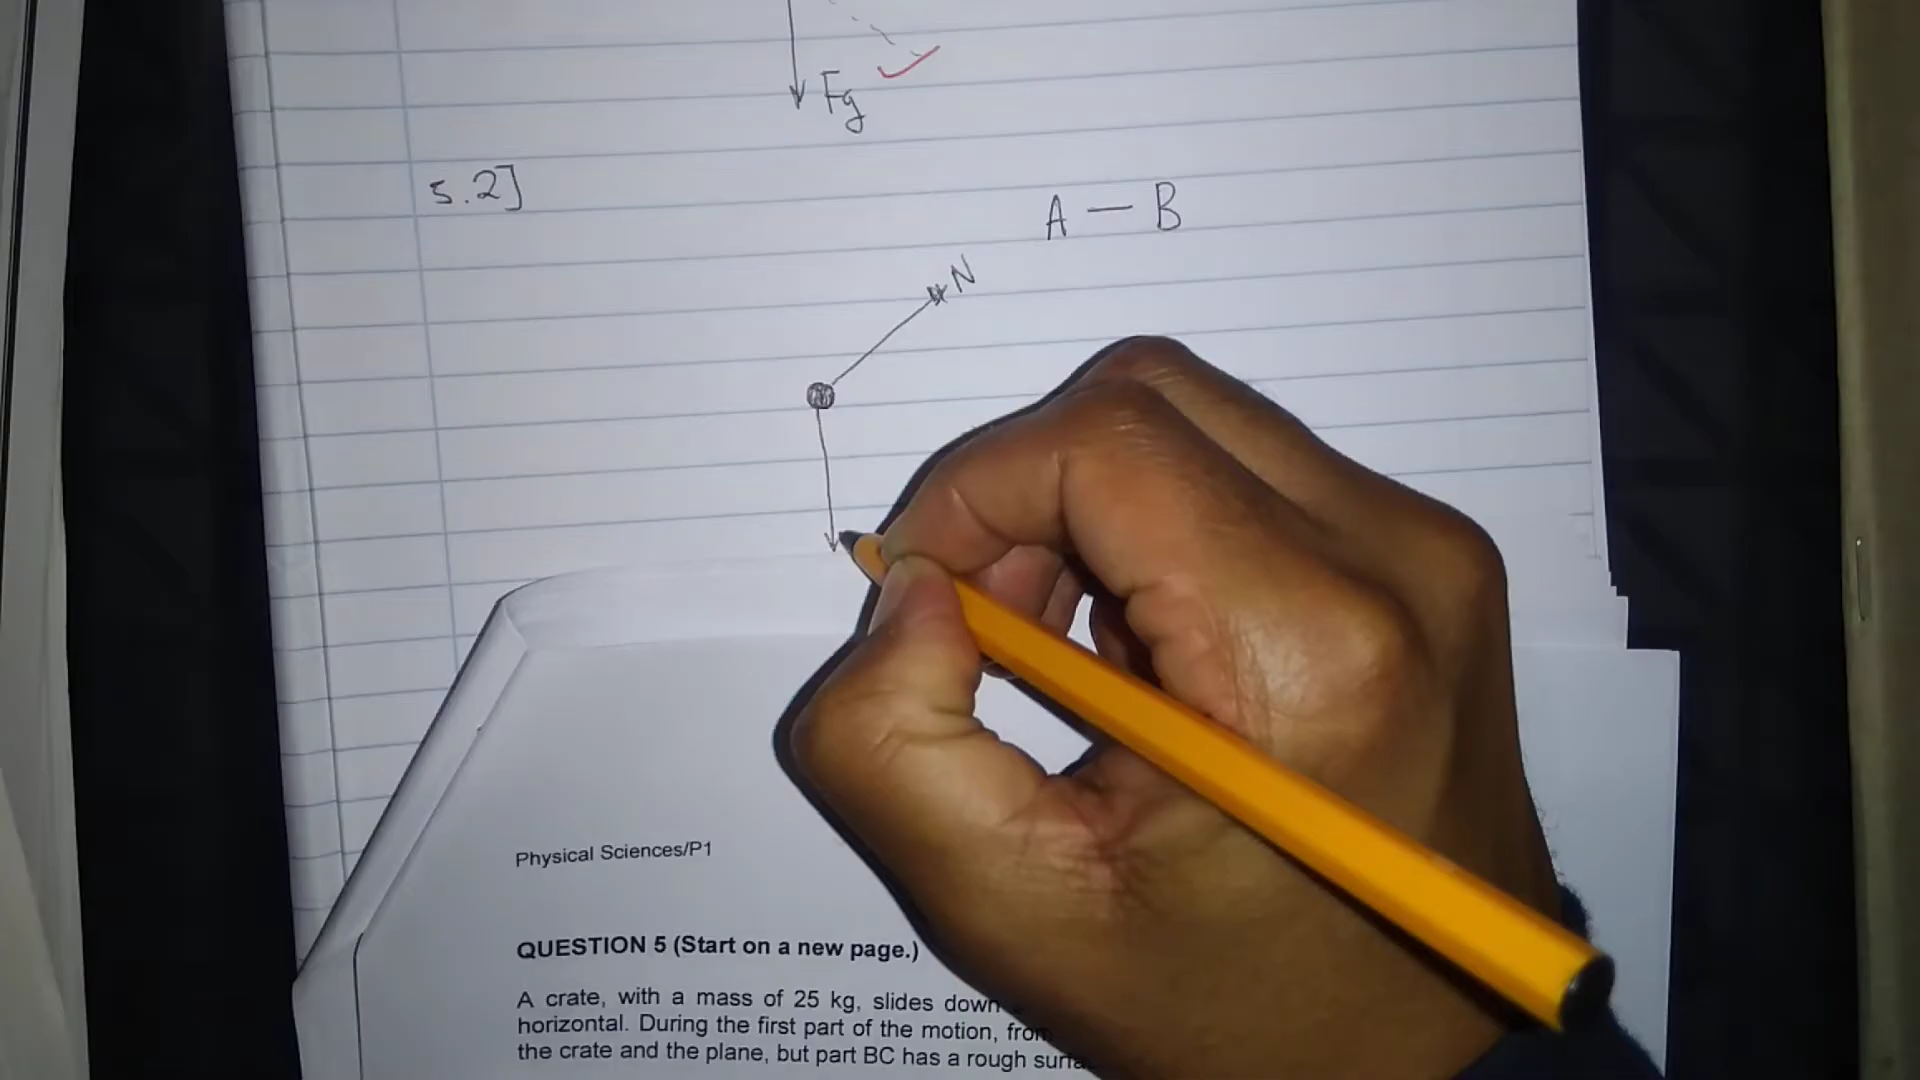 Fg
5.2]
A - B
N
Physical Sciences/P1
QUESTION 5 (Start on a new page.)
A crate, with a mass of 25 kg, slides down
horizontal. During the first part of the motion, from
the crate and the plane, but part BC has a rough